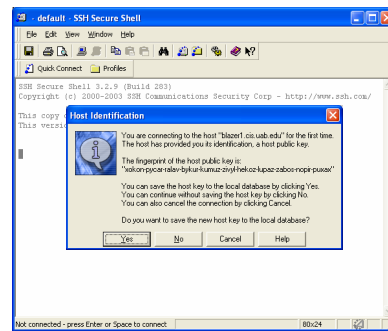 - default - SSH Secure Shell
File Edit View Window Help
Quick Connect Profiles
SSH Secure Shell 3.2.9 (Build 283)
Copyright (c) 2000-2003 SSH Communications Security Corp - http://www.ssh.com/
This copy
This versio
Host Identification
You are connecting to the host "blazer1.cis.uab.edu" for the first time.
The host has provided you its identification, a host public key.
The fingerprint of the host public key is:
"xokon-pycar-ralav-bykur-kumuz-zivyl-hekoz-lupaz-zabos-nopir-puxax"
You can save the host key to the local database by clicking Yes.
You can continue without saving the host key by clicking No.
You can also cancel the connection by clicking Cancel.
Do you want to save the new host key to the local database?
Yes No Cancel Help
Not connected - press Enter or Space to connect 80x24